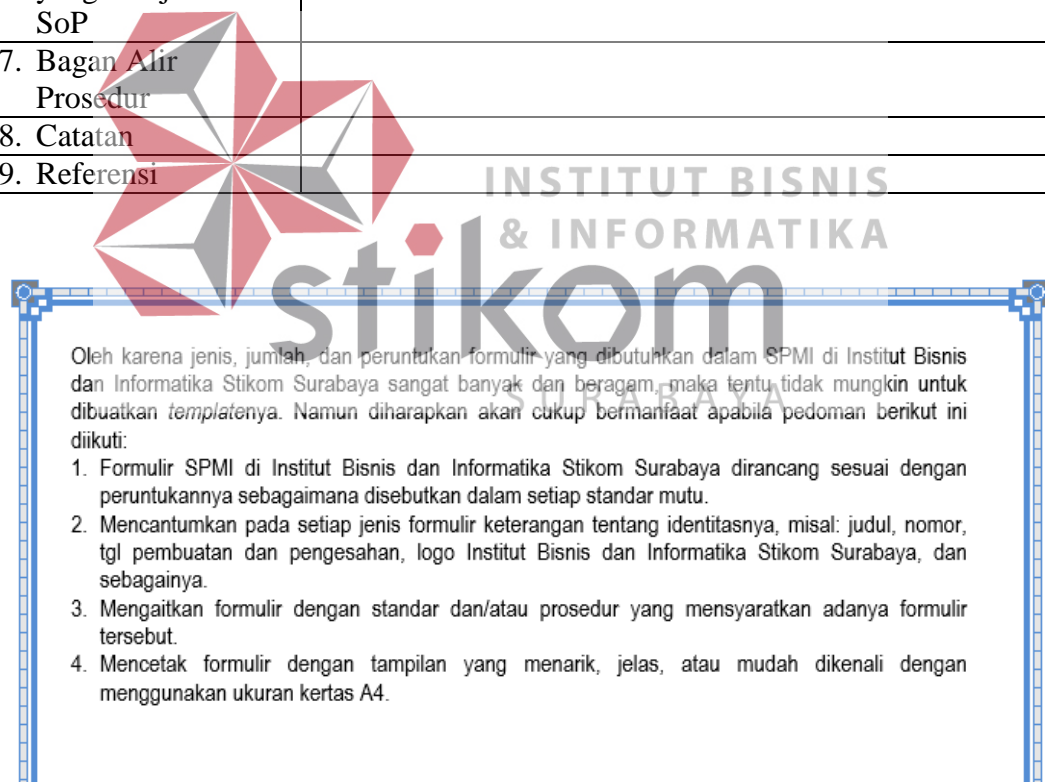 SoP
7. Bagan Alir
Prosedur
8. Catatan
9. Referensi
INSTITUT BISNIS
& INFORMATIKA
stikom
SURABAYA
Oleh karena jenis, jumlah, dan peruntukan formulir yang dibutuhkan dalam SPMI di Institut Bisnis
dan Informatika Stikom Surabaya sangat banyak dan beragam, maka tentu tidak mungkin untuk
dibuatkan templatenya. Namun diharapkan akan cukup bermanfaat apabila pedoman berikut ini
diikuti:
1. Formulir SPMI di Institut Bisnis dan Informatika Stikom Surabaya dirancang sesuai dengan
peruntukannya sebagaimana disebutkan dalam setiap standar mutu.
2. Mencantumkan pada setiap jenis formulir keterangan tentang identitasnya, misal: judul, nomor,
tgl pembuatan dan pengesahan, logo Institut Bisnis dan Informatika Stikom Surabaya, dan
sebagainya.
3. Mengaitkan formulir dengan standar dan/atau prosedur yang mensyaratkan adanya formulir
tersebut.
4. Mencetak formulir dengan tampilan yang menarik, jelas, atau mudah dikenali dengan
menggunakan ukuran kertas A4.